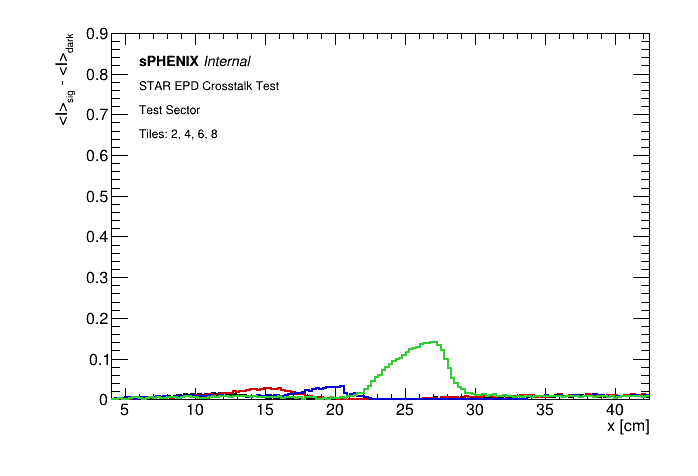 0.9
<I>sig - <I>dark
sPHENIX Internal
0.8
STAR EPD Crosstalk Test
0.7
Test Sector
Tiles: 2, 4, 6, 8
0.6
0.5
0.4
0.3
0.2
0.1
0
5 10 15 20 25 30 35 40
x [cm]